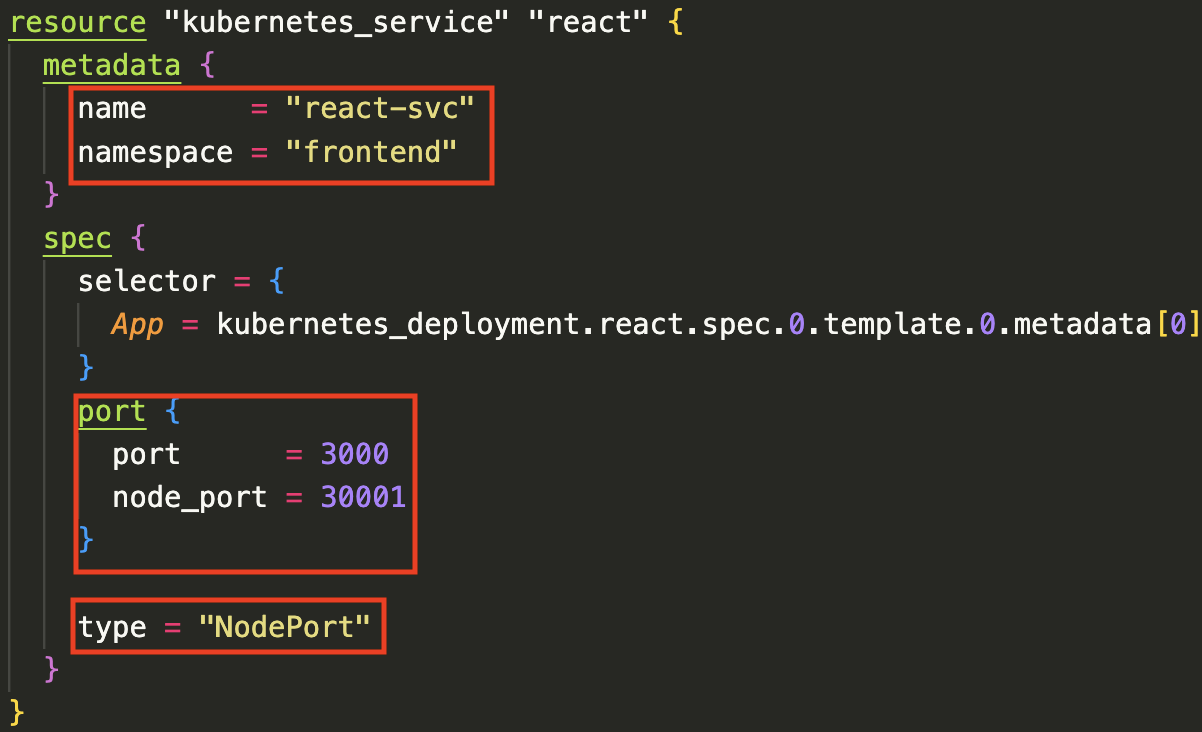 resource "kubernetes_service" "react" {
metadata {
name = "react-svc"
namespace = "frontend"
}
spec {
selector = {
App = kubernetes_deployment.react.spec.0.template.0.metadata[0]
}
port {
port = 3000
node_port = 30001
}
type = "NodePort"
}
}